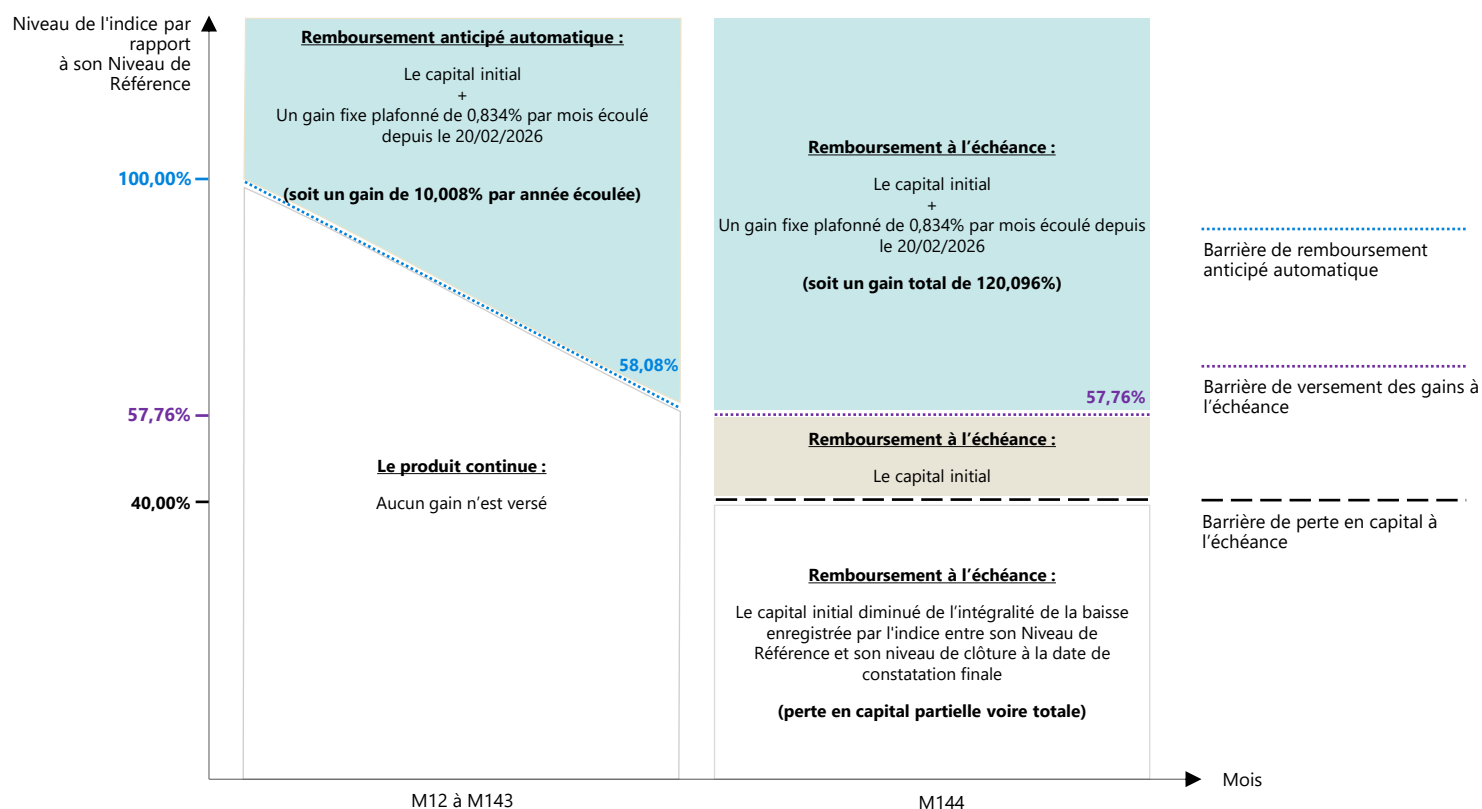 Niveau de l'indice par
rapport
à son Niveau de
Référence
100,00%
57,76%
40,00%
Remboursement anticipé automatique :
Le capital initial
+
Un gain fixe plafonné de 0,834% par mois écoulé
depuis le 20/02/2026
(soit un gain de 10,008% par année écoulée)
58,08%
Le produit continue :
Aucun gain n’est versé
M12 à M143
Remboursement à l’échéance :
Le capital initial
+
Un gain fixe plafonné de 0,834% par mois écoulé depuis
le 20/02/2026
(soit un gain total de 120,096%)
57,76%
Remboursement à l’échéance :
Le capital initial
Remboursement à l’échéance :
Le capital initial diminué de l’intégralité de la baisse
enregistrée par l'indice entre son Niveau de
Référence et son niveau de clôture à la date de
constatation finale
(perte en capital partielle voire totale)
M144
Mois
Barrière de remboursement
anticipé automatique
Barrière de versement des gains à
l’échéance
Barrière de perte en capital à
l’échéance